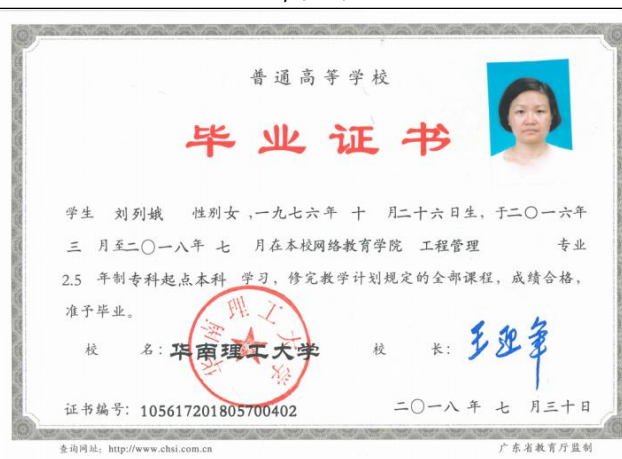 普通高等学校
毕业证书
学生 刘列娥 性别女,一九七六年 十 月二十六日生,于二〇一六年
三 月至二〇一八年 七 月在本校网络教育学院 工程管理 专业
2.5 年制专科起点本科 学习,修完教学计划规定的全部课程,成绩合格,
准予毕业。
校 名:华南理工大学 校 长:王迎军
华南理工大学
证书编号:105617201805700402 二〇一八 年 七 月三十日
查询网址:http://www.chsi.com.cn 广东省教育厅监制